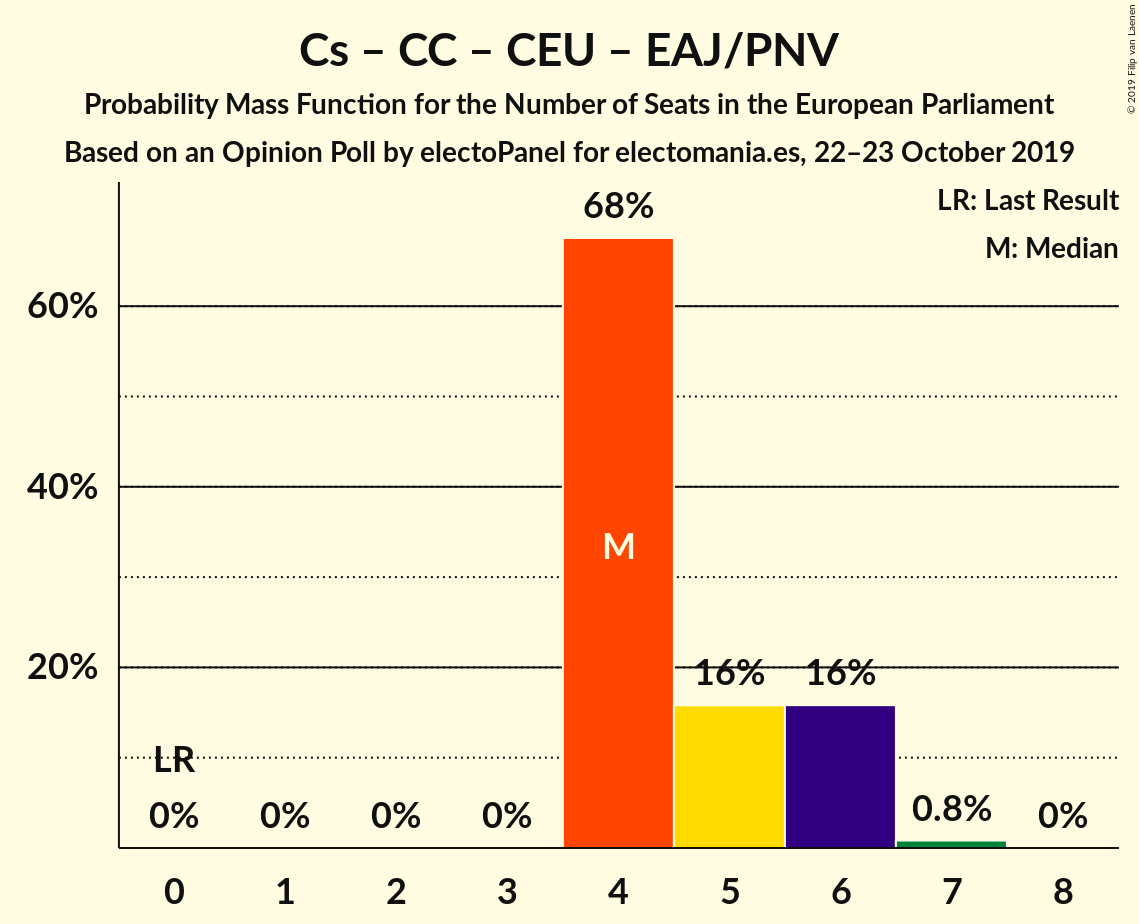 Cs – CC – CEU – EAJ/PNV
Probability Mass Function for the Number of Seats in the European Parliament
Based on an Opinion Poll by electoPanel for electomania.es, 22–23 October 2019
© 2019 Filip van Laenen
LR: Last Result
M: Median
68%
60%
40%
M
20%
16% 16%
LR
0% 0% 0% 0% 0.8% 0%
0 1 2 3 4 5 6 7 8